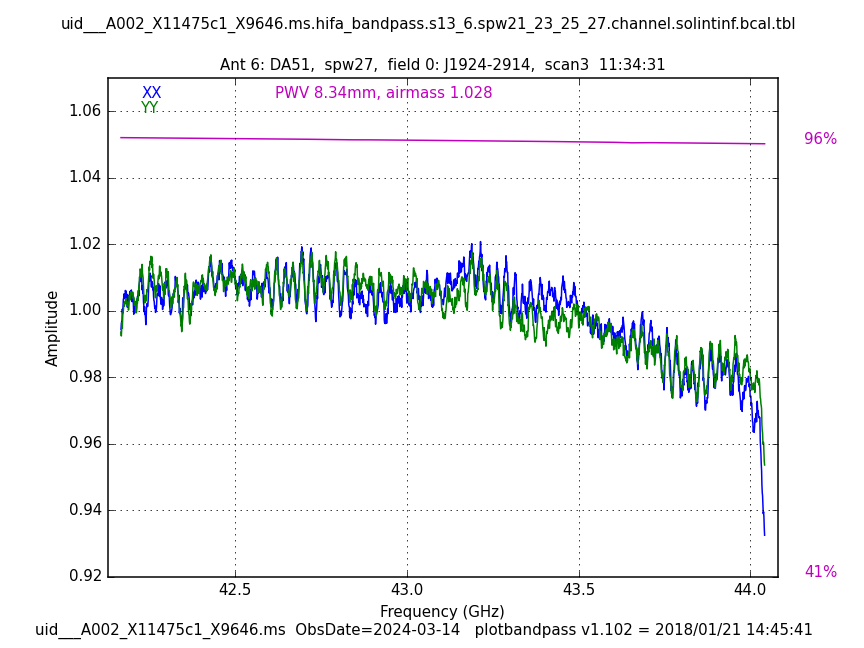 uid___A002_X11475c1_X9646.ms.hifa_bandpass.s13_6.spw21_23_25_27.channel.solintinf.bcal.tbl
Ant 6: DA51,  spw27,  field 0: J1924-2914,  scan3  11:34:31
XX
PWV 8.34mm, airmass 1.028
YY
1.06
96%
1.04
1.02
1.00
Amplitude
0.98
0.96
0.94
0.92
41%
42.5
43.0
43.5
44.0
Frequency (GHz)
uid___A002_X11475c1_X9646.ms  ObsDate=2024-03-14   plotbandpass v1.102 = 2018/01/21 14:45:41